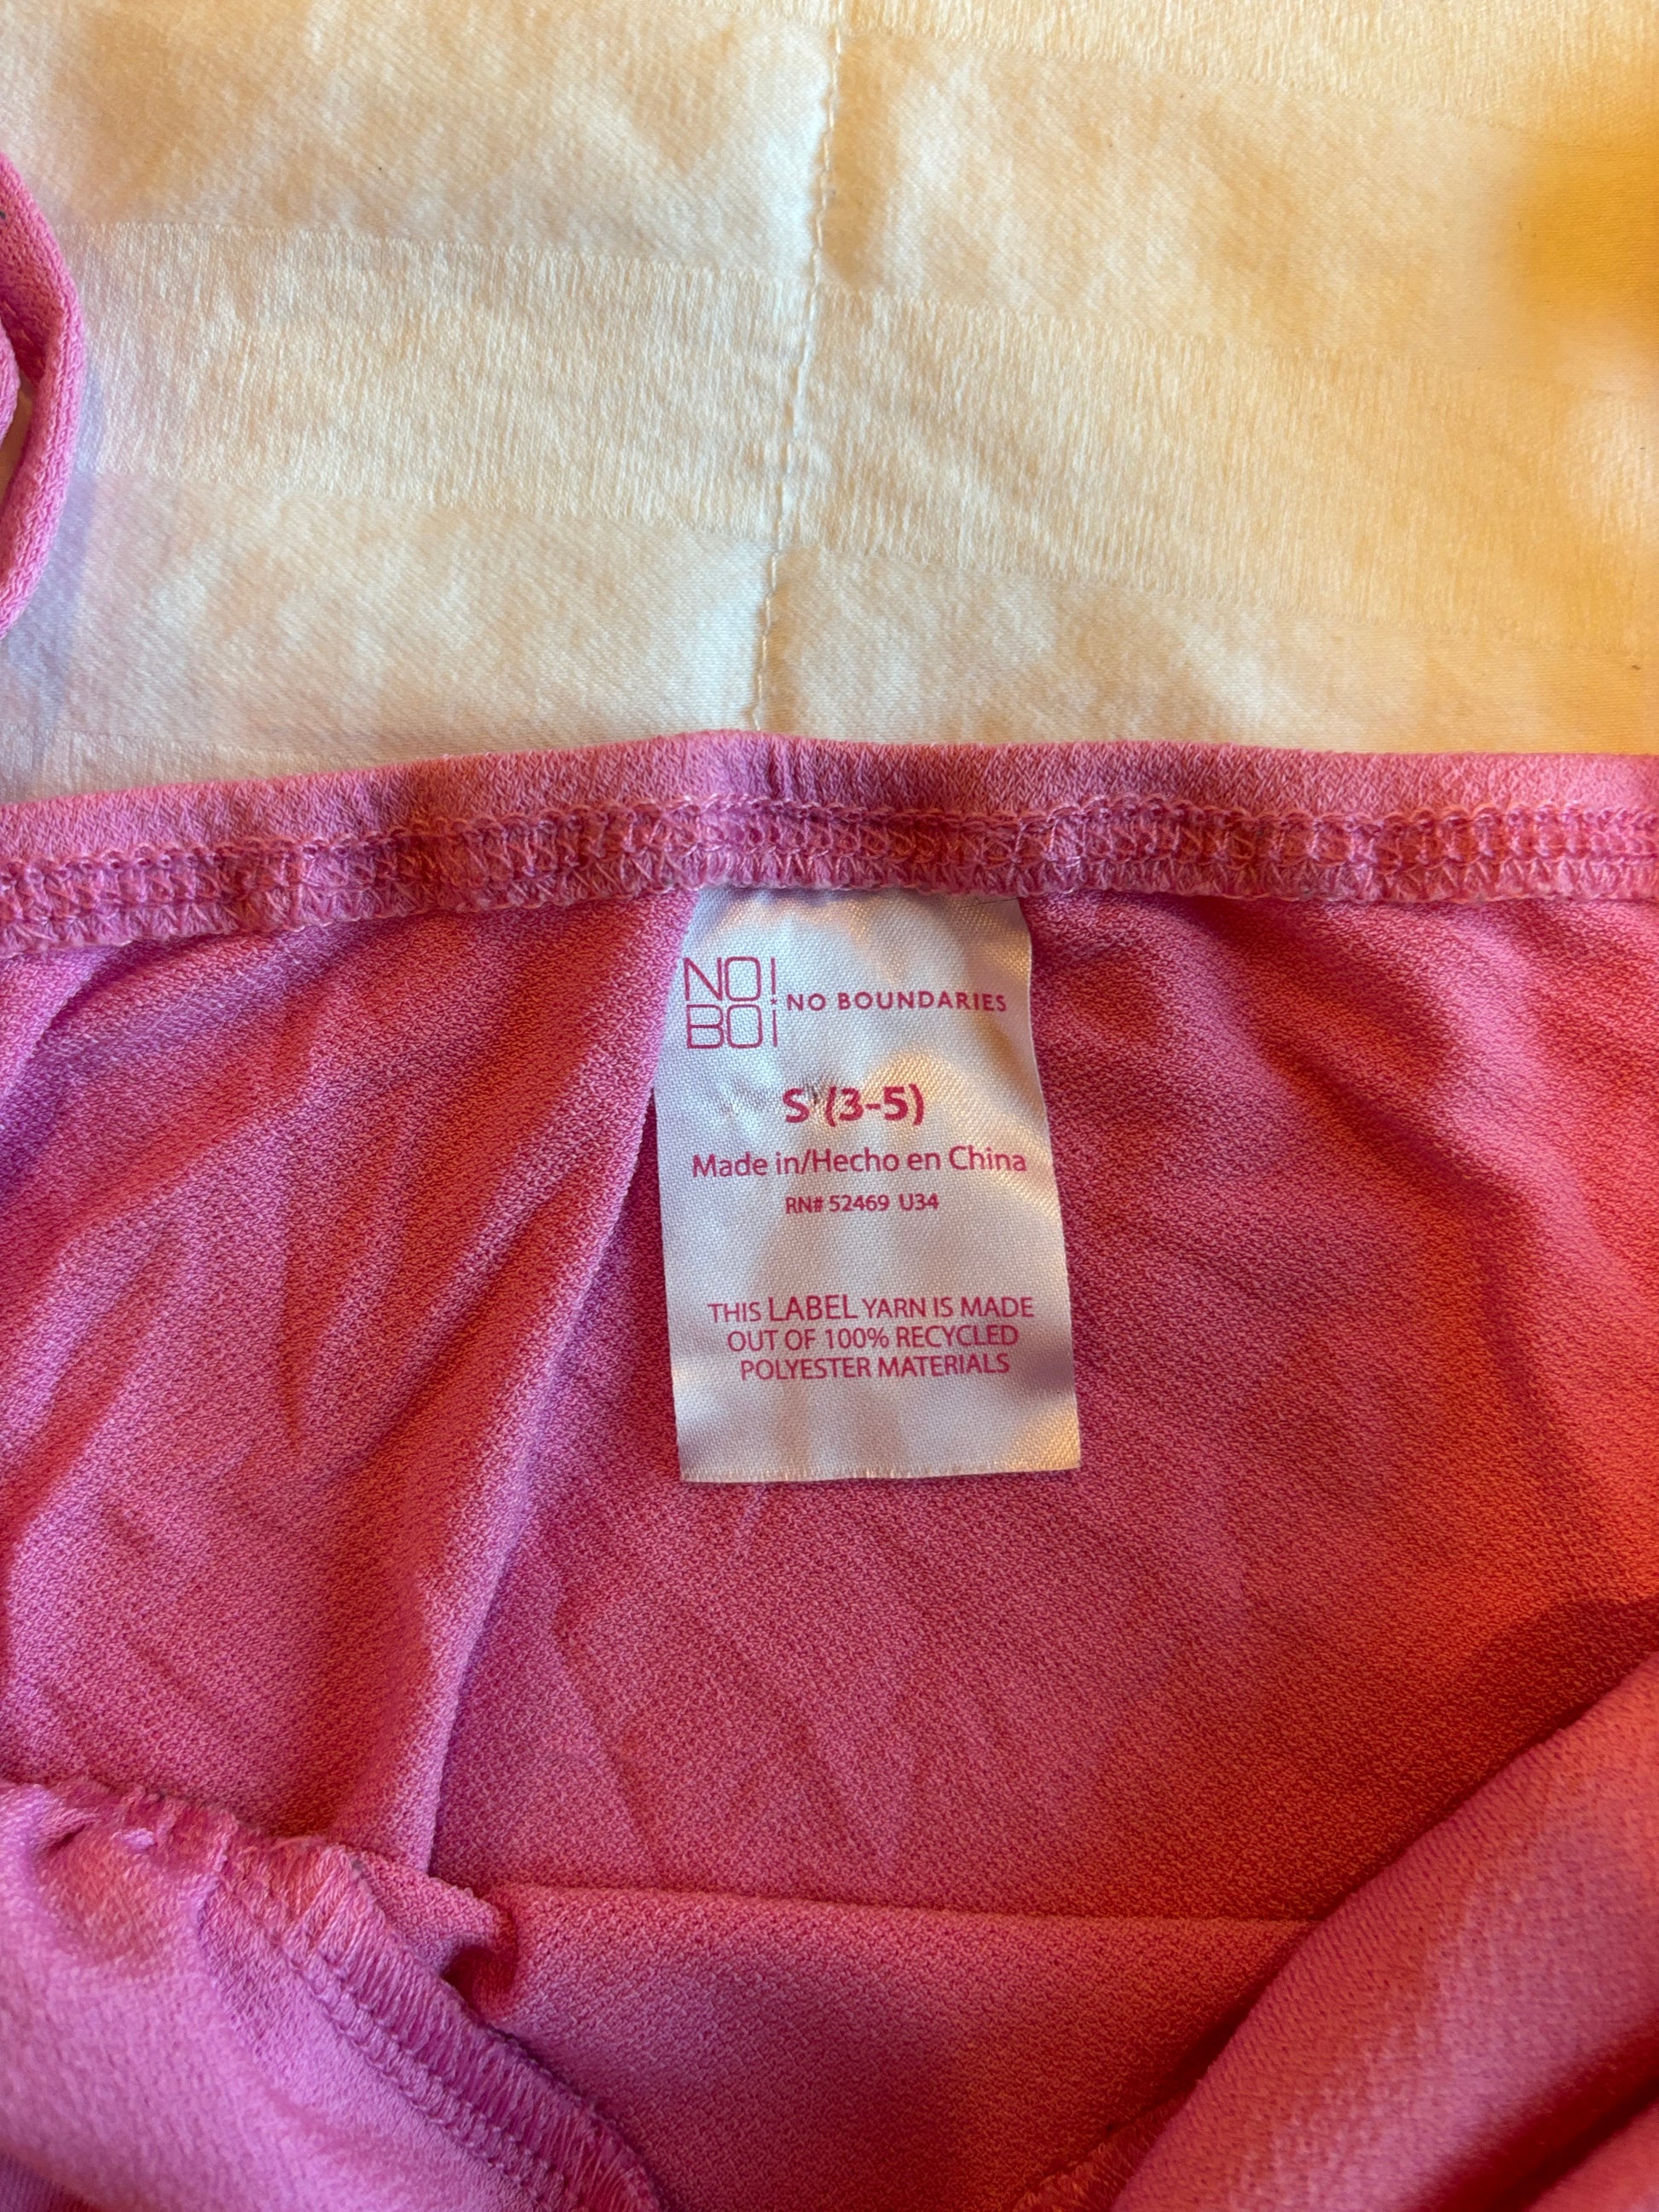 NO!
BO¡
NO BOUNDARIES
S (3-5)
Made in/Hecho en China
RN# 52469 U34
THIS LABEL YARN IS MADE
OUT OF 100% RECYCLED
POLYESTER MATERIALS